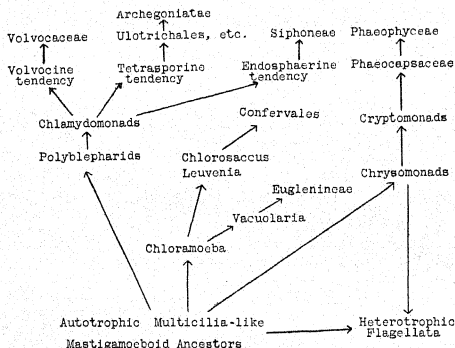 Archegoniatae
Volvocaceae
Ulotrichales, etc.
Siphoneae
Phaeophyceae
Volvocine
tendency
Tetrasporine
tendency
Endosphaerine
tendency
Phaeocapsaceae
Confervales
Chlamydomonads
Cryptomonads
Polyblepharids
Chlorosaccus
Leuvenia
Chrysomonads
Euglenineae
Vacuolaria
Chloramoeba
Autotrophic Multicilia-like
Mastigamoeboid Ancestors
Heterotrophic
Flagellata